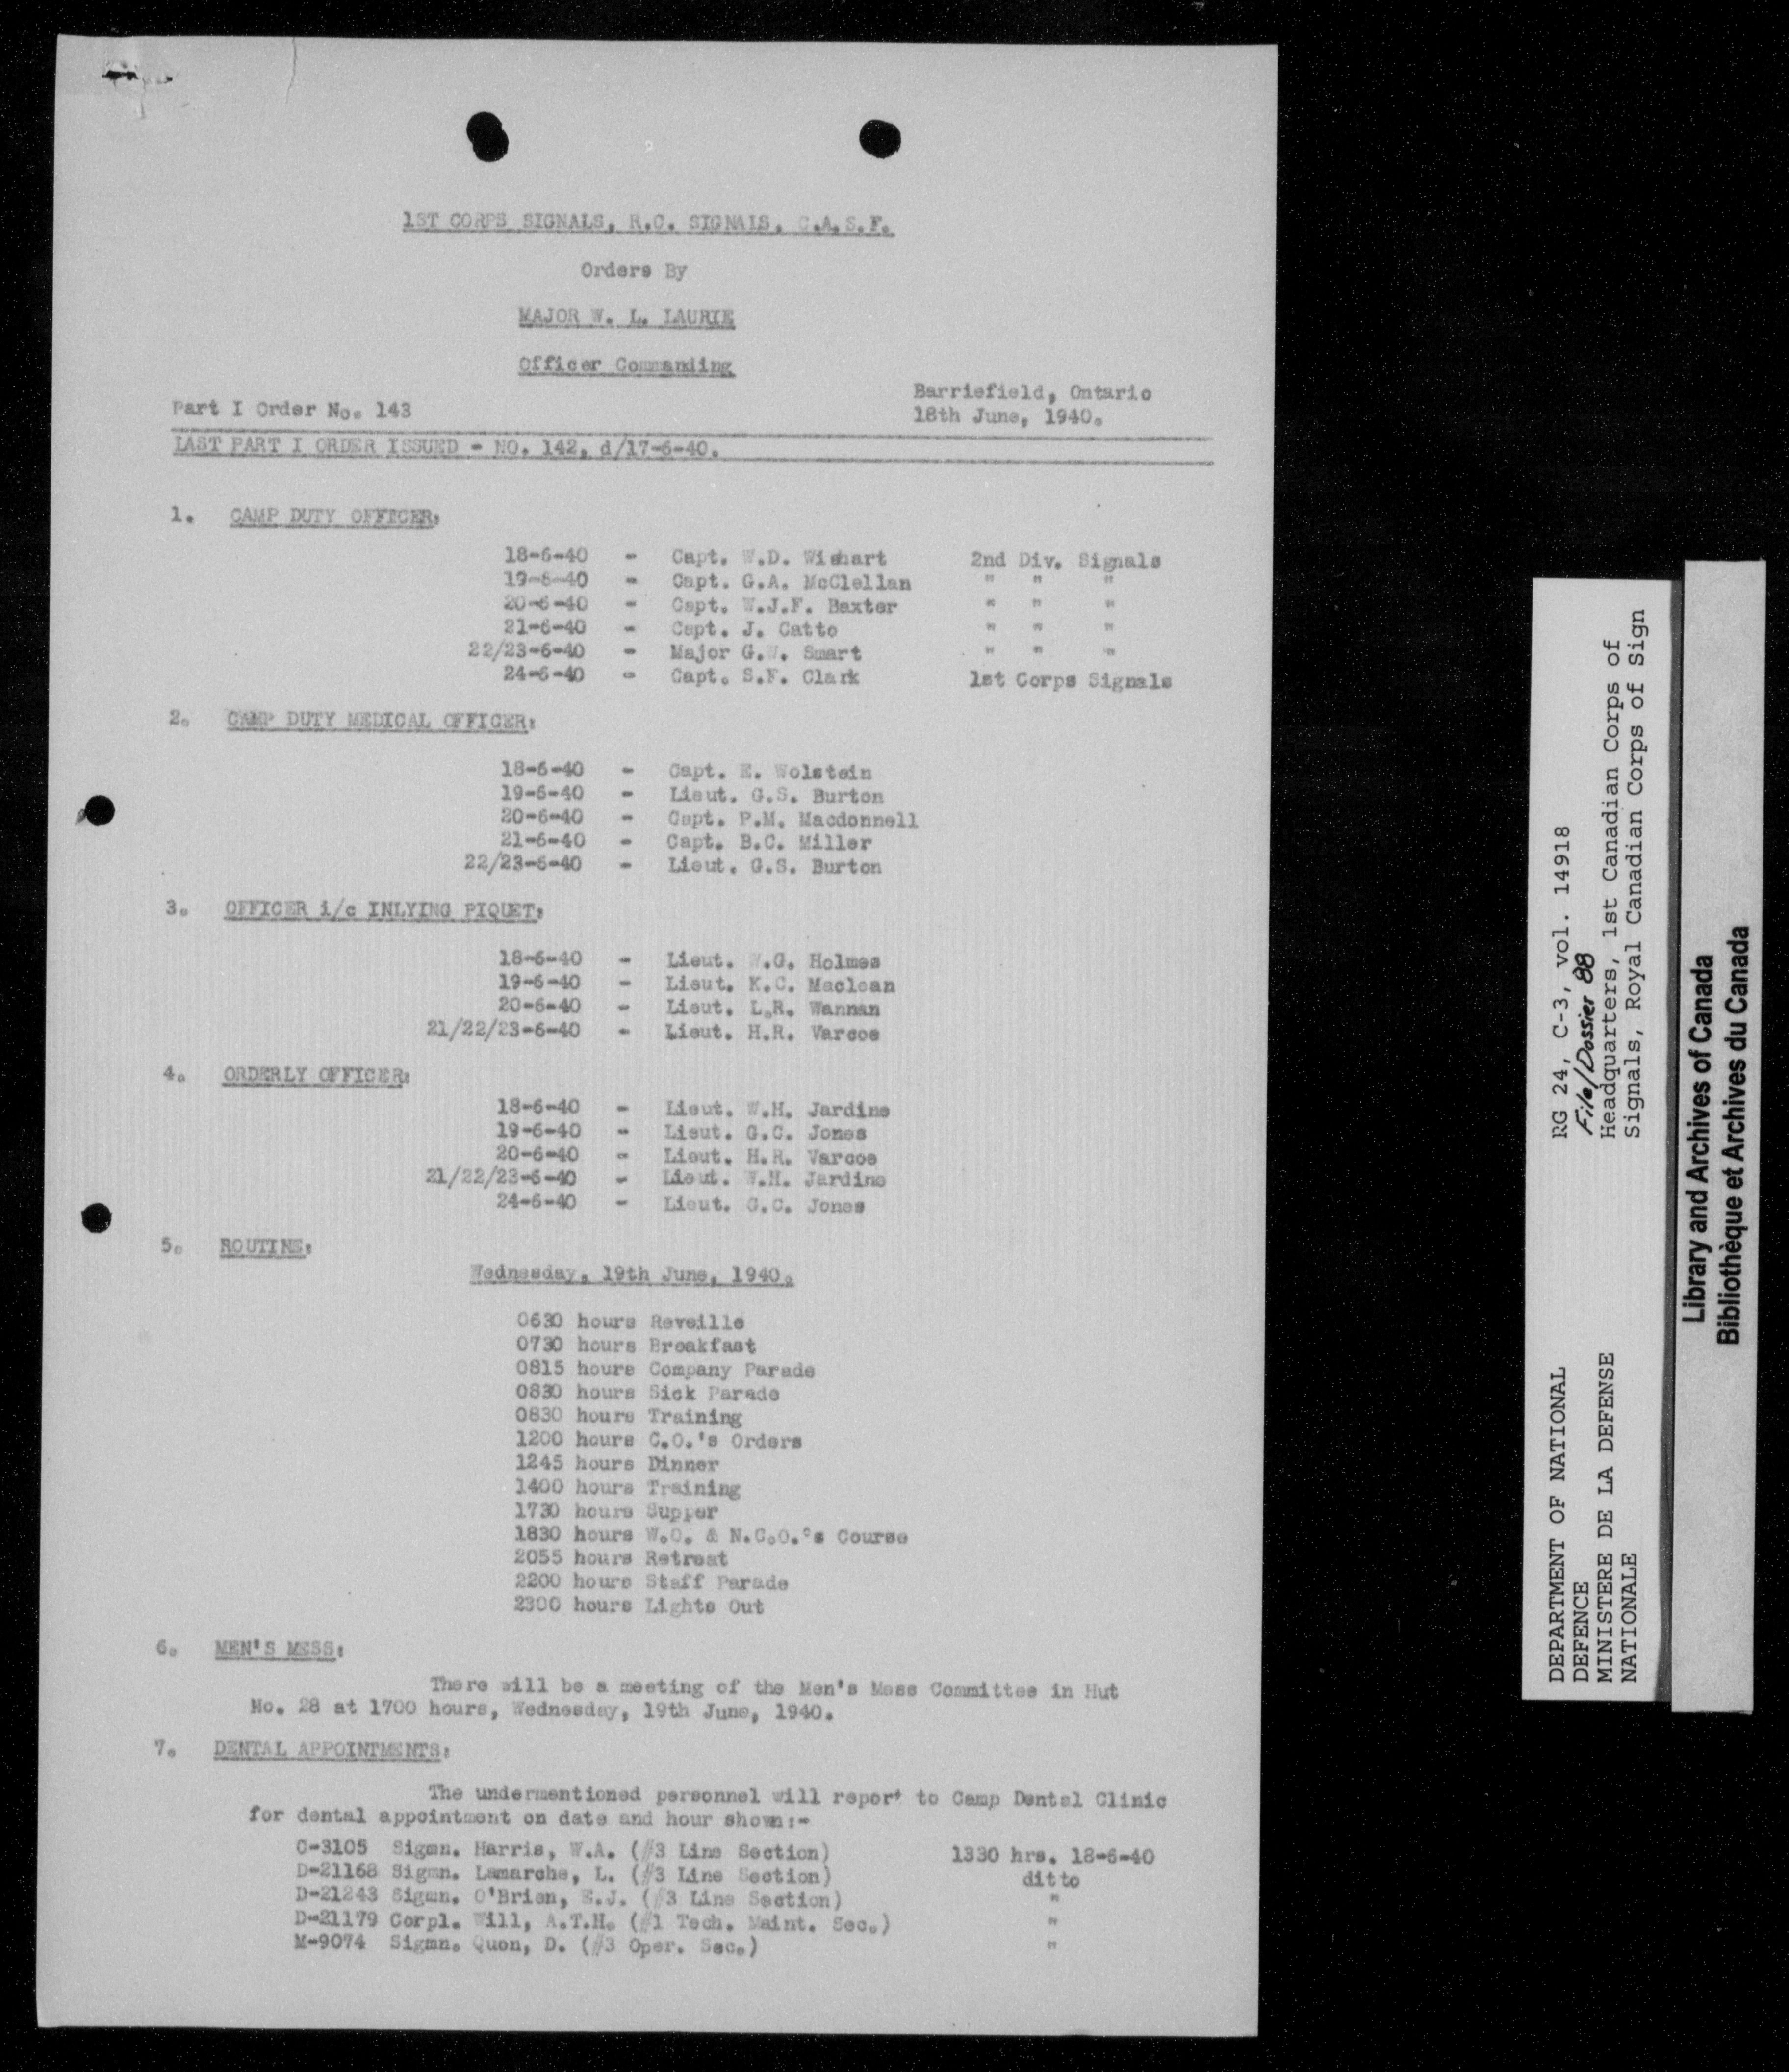 1ST CORPS SIGNALS, R.C. SIGNALS, C.A.S.F.
Orders By
MAJOR W. L. LAURIE
Officer Commanding
Barriefield, Ontario
Part I Order No. 143
18th June, 1940.
LAST PART I ORDER ISSUED - NO. 142, d/17-6-40.
1. CAMP DUTY OFFICER:
18-6-40 - Capt. W.D. Wishart 2nd Div. Signals
19-6-40 - Capt. G.A. McClellan " " "
20-6-40 - Capt. W.J.F. Baxter " " "
21-6-40 - Capt. J. Catto " " "
22/23-6-40 - Major G.W. Smart " " "
24-6-40 - Capt. S.F. Clark 1st Corps Signals
2. CAMP DUTY MEDICAL OFFICER:
18-6-40 - Capt. E. Wolstein
19-6-40 - Lieut. G.S. Burton
20-6-40 - Capt. P.M. Macdonnell
21-6-40 - Capt. B.C. Miller
22/23-6-40 - Lieut. G.S. Burton
3. OFFICER i/c INLYING PIQUET:
18-6-40 - Lieut. W.G. Holmes
19-6-40 - Lieut. K.C. Maclean
20-6-40 - Lieut. L.R. Wannan
21/22/23-6-40 - Lieut. H.R. Varcoe
4. ORDERLY OFFICER:
18-6-40 - Lieut. W.H. Jardine
19-6-40 - Lieut. G.C. Jones
20-6-40 - Lieut. H.R. Varcoe
21/22/23-6-40 - Lieut. W.H. Jardine
24-6-40 - Lieut. G.C. Jones
5. ROUTINE:
Wednesday, 19th June, 1940.
0630 hours Reveille
0730 hours Breakfast
0815 hours Company Parade
0830 hours Sick Parade
0830 hours Training
1200 hours C.O.'s Orders
1245 hours Dinner
1400 hours Training
1730 hours Supper
1830 hours W.O. & N.C.O.'s Course
2055 hours Retreat
2200 hours Staff Parade
2300 hours Lights Out
6. MEN'S MESS:
There will be a meeting of the Men's Mess Committee in Hut
No. 28 at 1700 hours, Wednesday, 19th June, 1940.
7. DENTAL APPOINTMENTS:
The undermentioned personnel will report to Camp Dental Clinic
for dental appointment on date and hour shown:-
C-3105 Sigmn. Harris, W.A. (#3 Line Section) 1330 hrs. 18-6-40
D-21168 Sigmn. Lamarche, L. (#3 Line Section) ditto
D-21243 Sigmn. O'Brien, E.J. (#3 Line Section) "
D-21179 Corpl. Will, A.T.H. (#1 Tech. Maint. Sec.) "
M-9074 Sigmn. Quon, D. (#3 Oper. Sec.) "
DEPARTMENT OF NATIONAL
DEFENCE
MINISTERE DE LA DEFENSE
NATIONALE
RG 24, C-3, vol. 14918
File/Dossier 88
Headquarters, 1st Canadian Corps of
Signals, Royal Canadian Corps of Sign
Library and Archives of Canada
Bibliothèque et Archives du Canada